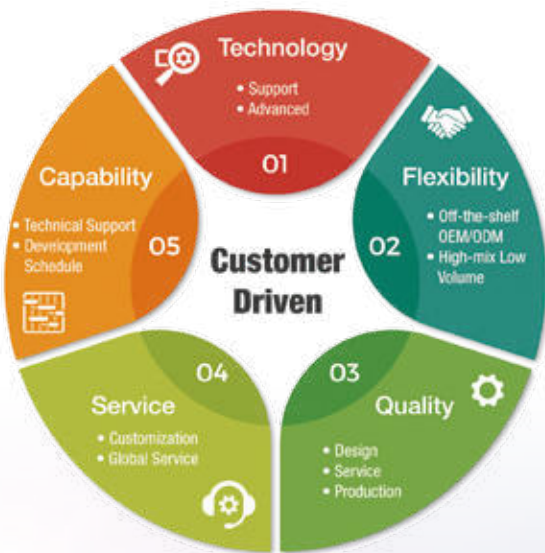 Technology
• Support
• Advanced
01
Flexibility
• Off-the-shelf
OEM/ODM
• High-mix Low
Volume
02
Quality
• Design
• Service
• Production
03
Service
• Customization
• Global Service
04
Capability
• Technical Support
• Development
Schedule
05
Customer
Driven